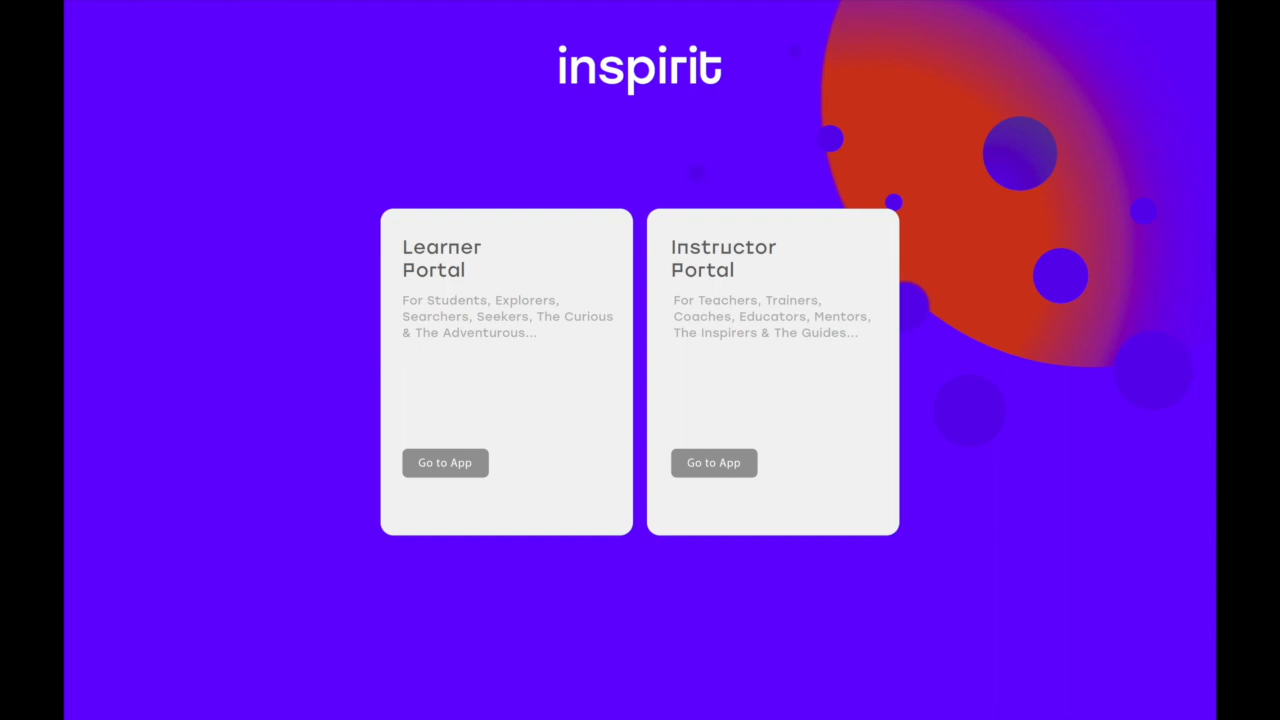 inspirit
Learner
Portal
For Students, Explorers,
Searchers, Seekers, The Curious
& The Adventurous...
Go to App
Instructor
Portal
For Teachers, Trainers,
Coaches, Educators, Mentors,
The Inspirers & The Guides...
Go to App